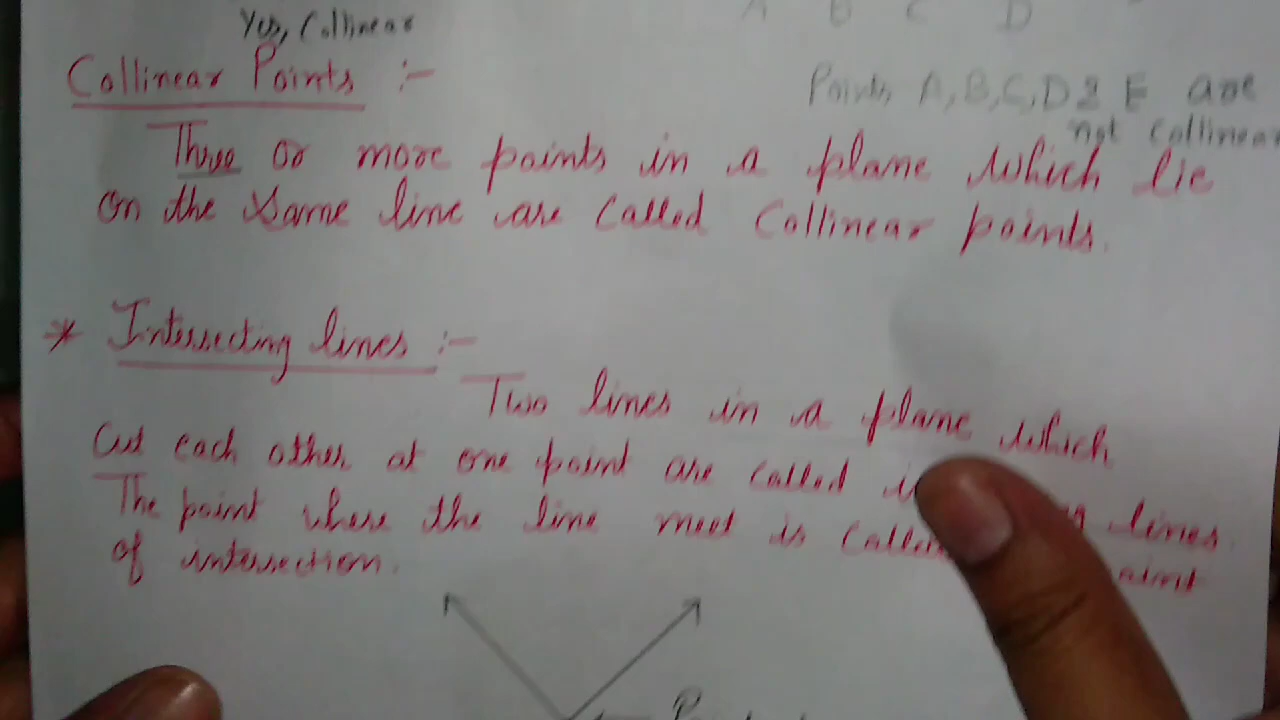 Yes, Collinear
A B C D
Collinear Points :-
Points A, B, C, D & E are
not collinear
Three or more points in a plane which lie
on the same line are called Collinear points.
* Intersecting lines :-
Two lines in a plane which
Cut each other at one point are called lines.
The point where the line meet is called
of intersection.